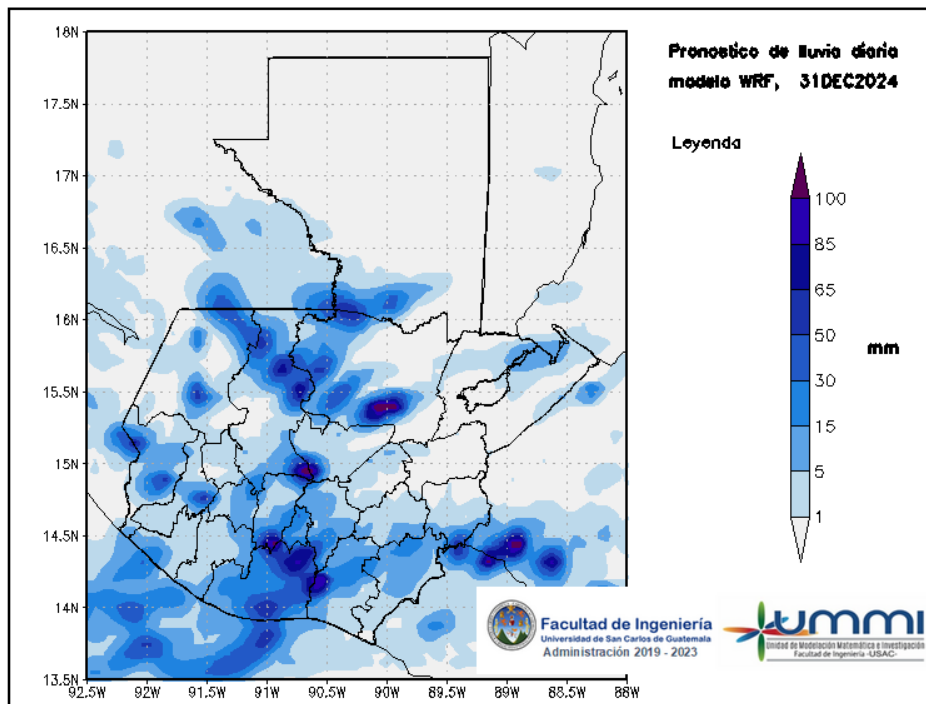 Pronostico de lluvia diaria
modelo WRF, 31DEC2024
Leyenda
100
85
65
50
30
15
5
1
mm
18N
17.5N
17N
16.5N
16N
15.5N
15N
14.5N
14N
13.5N
92.5W
92W
91.5W
91W
90.5W
90W
89.5W
89W
88.5W
88W
Facultad de Ingeniería
Universidad de San Carlos de Guatemala
Administración 2019 - 2023
UMMI
Unidad de Modelación Matemática e Investigación
Facultad de Ingeniería -USAC-